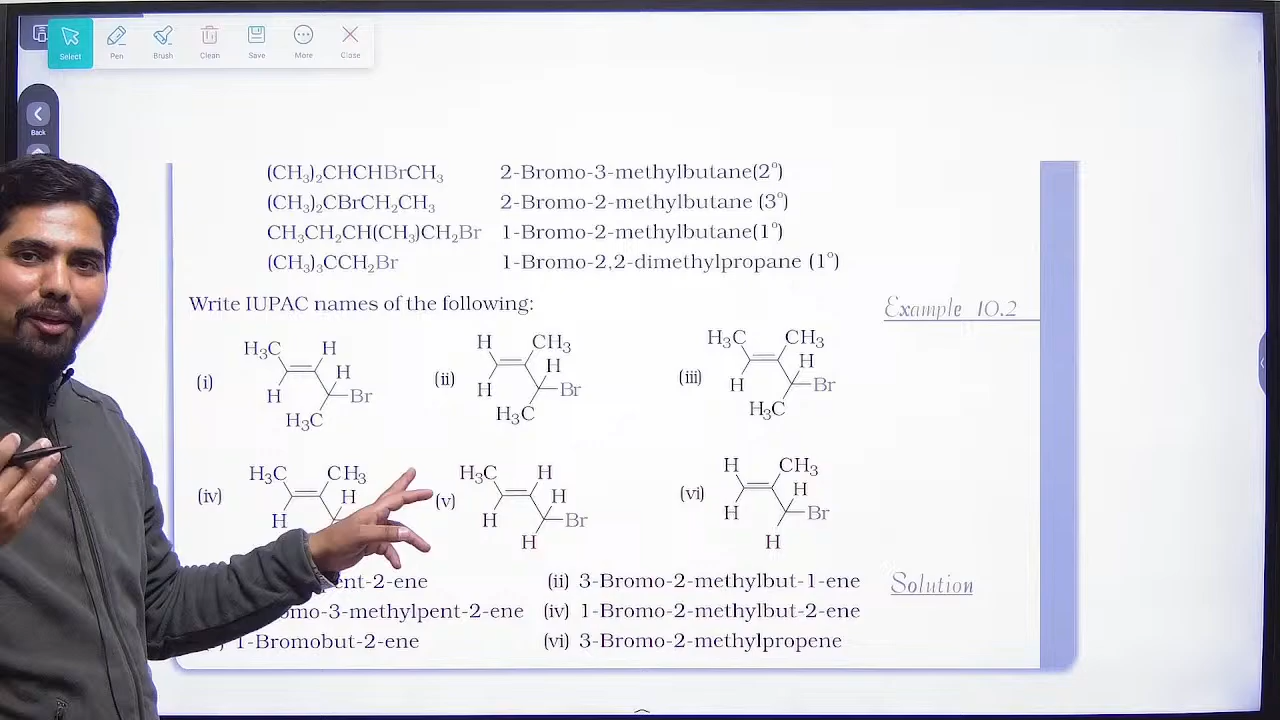 Select Pen Brush Clean Save More Close
Back
(CH₃)₂CHCHBrCH₃ 2-Bromo-3-methylbutane(2°)
(CH₃)₂CBrCH₂CH₃ 2-Bromo-2-methylbutane (3°)
CH₃CH₂CH(CH₃)CH₂Br 1-Bromo-2-methylbutane(1°)
(CH₃)₃CCH₂Br 1-Bromo-2,2-dimethylpropane (1°)
Write IUPAC names of the following:
Example 10.2
(i) H₃C H H H Br H₃C
(ii) H CH₃ H H Br H₃C
(iii) H₃C CH₃ H H Br H₃C
(iv) H₃C CH₃ H H
(v) H₃C H H H Br H
(vi) H CH₃ H H Br H
-2-ene (ii) 3-Bromo-2-methylbut-1-ene
Solution
-3-methylpent-2-ene (iv) 1-Bromo-2-methylbut-2-ene
1-Bromobut-2-ene (vi) 3-Bromo-2-methylpropene